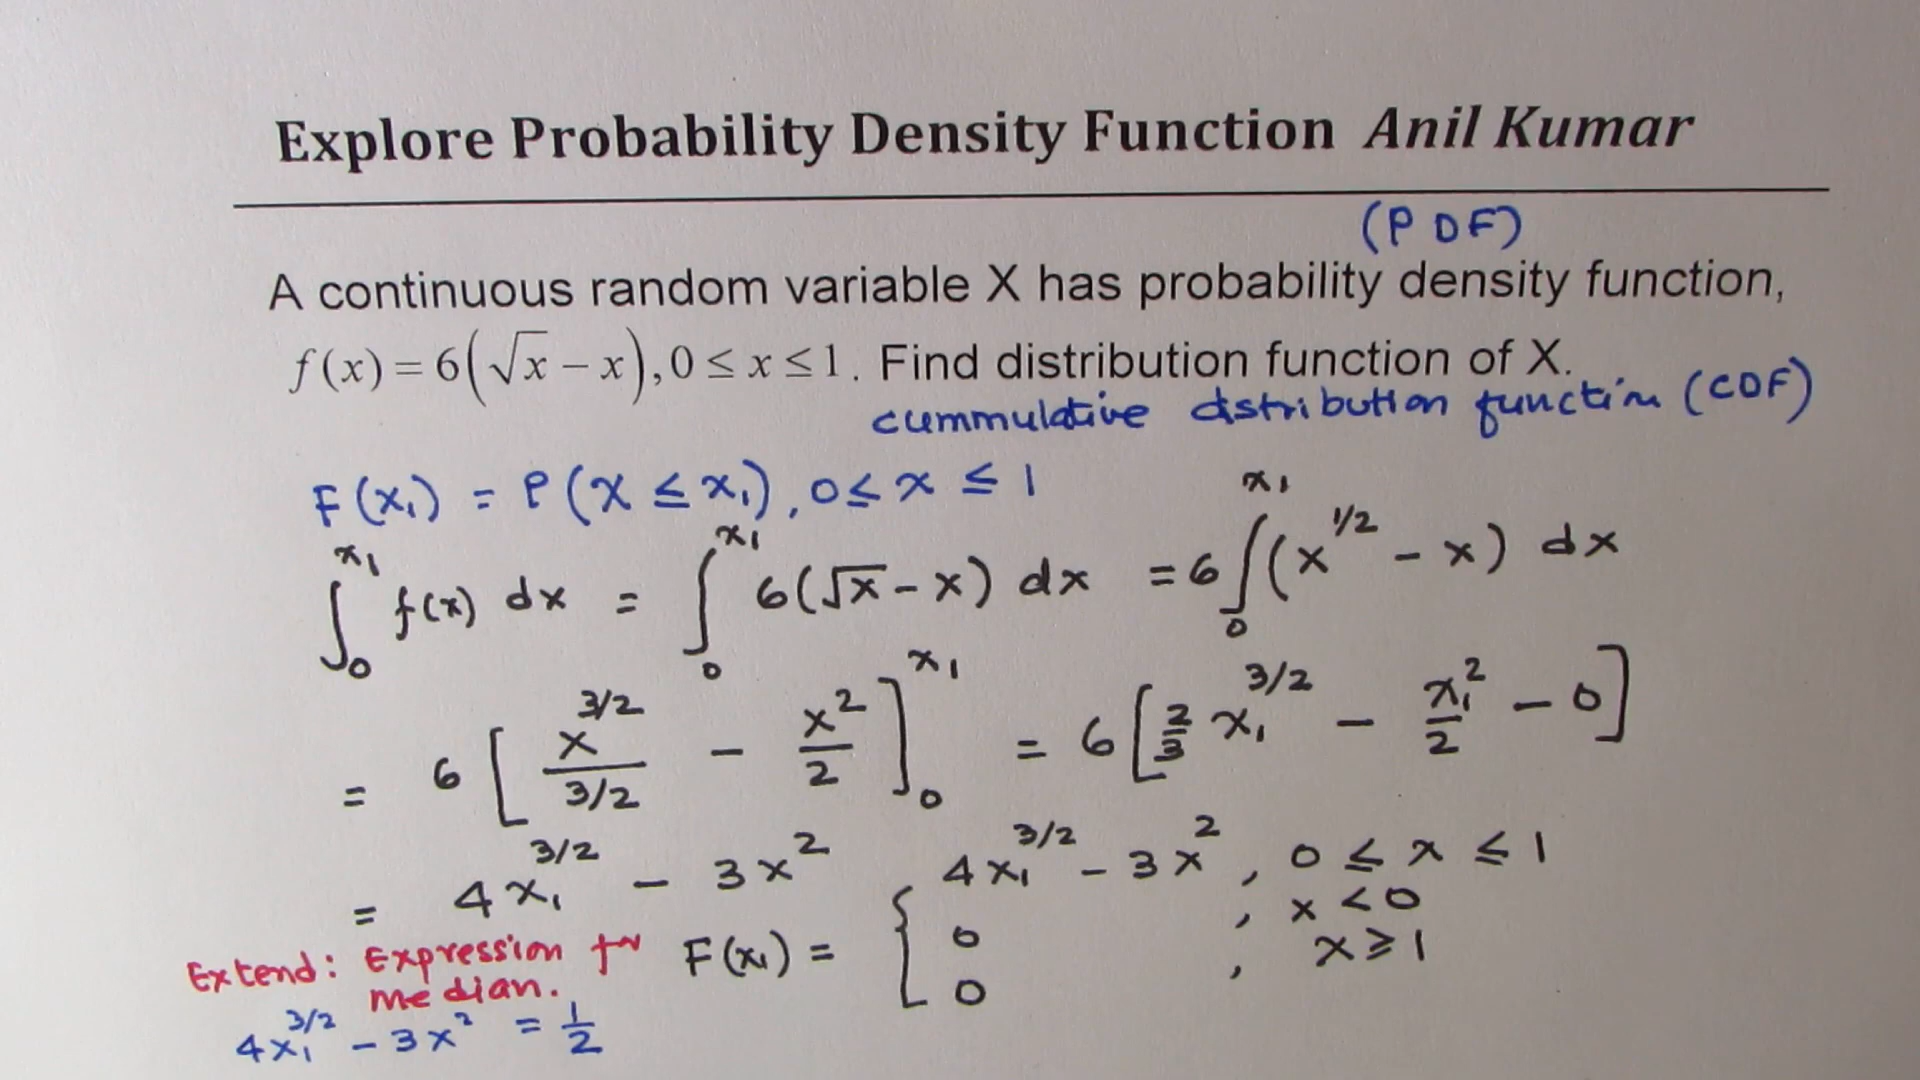 Explore Probability Density Function Anil Kumar
(PDF)
A continuous random variable X has probability density function,
f(x) = 6(√x − x), 0 ≤ x ≤ 1. Find distribution function of X.
cummulative distribution function (CDF)
F(x₁) = P(X ≤ x₁), 0 ≤ x ≤ 1
∫₀^x₁ f(x) dx = ∫₀^x₁ 6(√x − x) dx = 6∫₀^x₁ (x^1/2 − x) dx
= 6[x^3/2 / 3/2 − x²/2]₀^x₁ = 6[2/3 x₁^3/2 − x₁²/2 − 0]
= 4x₁^3/2 − 3x²
F(x₁) = { 4x₁^3/2 − 3x², 0 ≤ x ≤ 1
0, x < 0
0, x ≥ 1
Extend: Expression for
median.
4x₁^3/2 − 3x² = 1/2